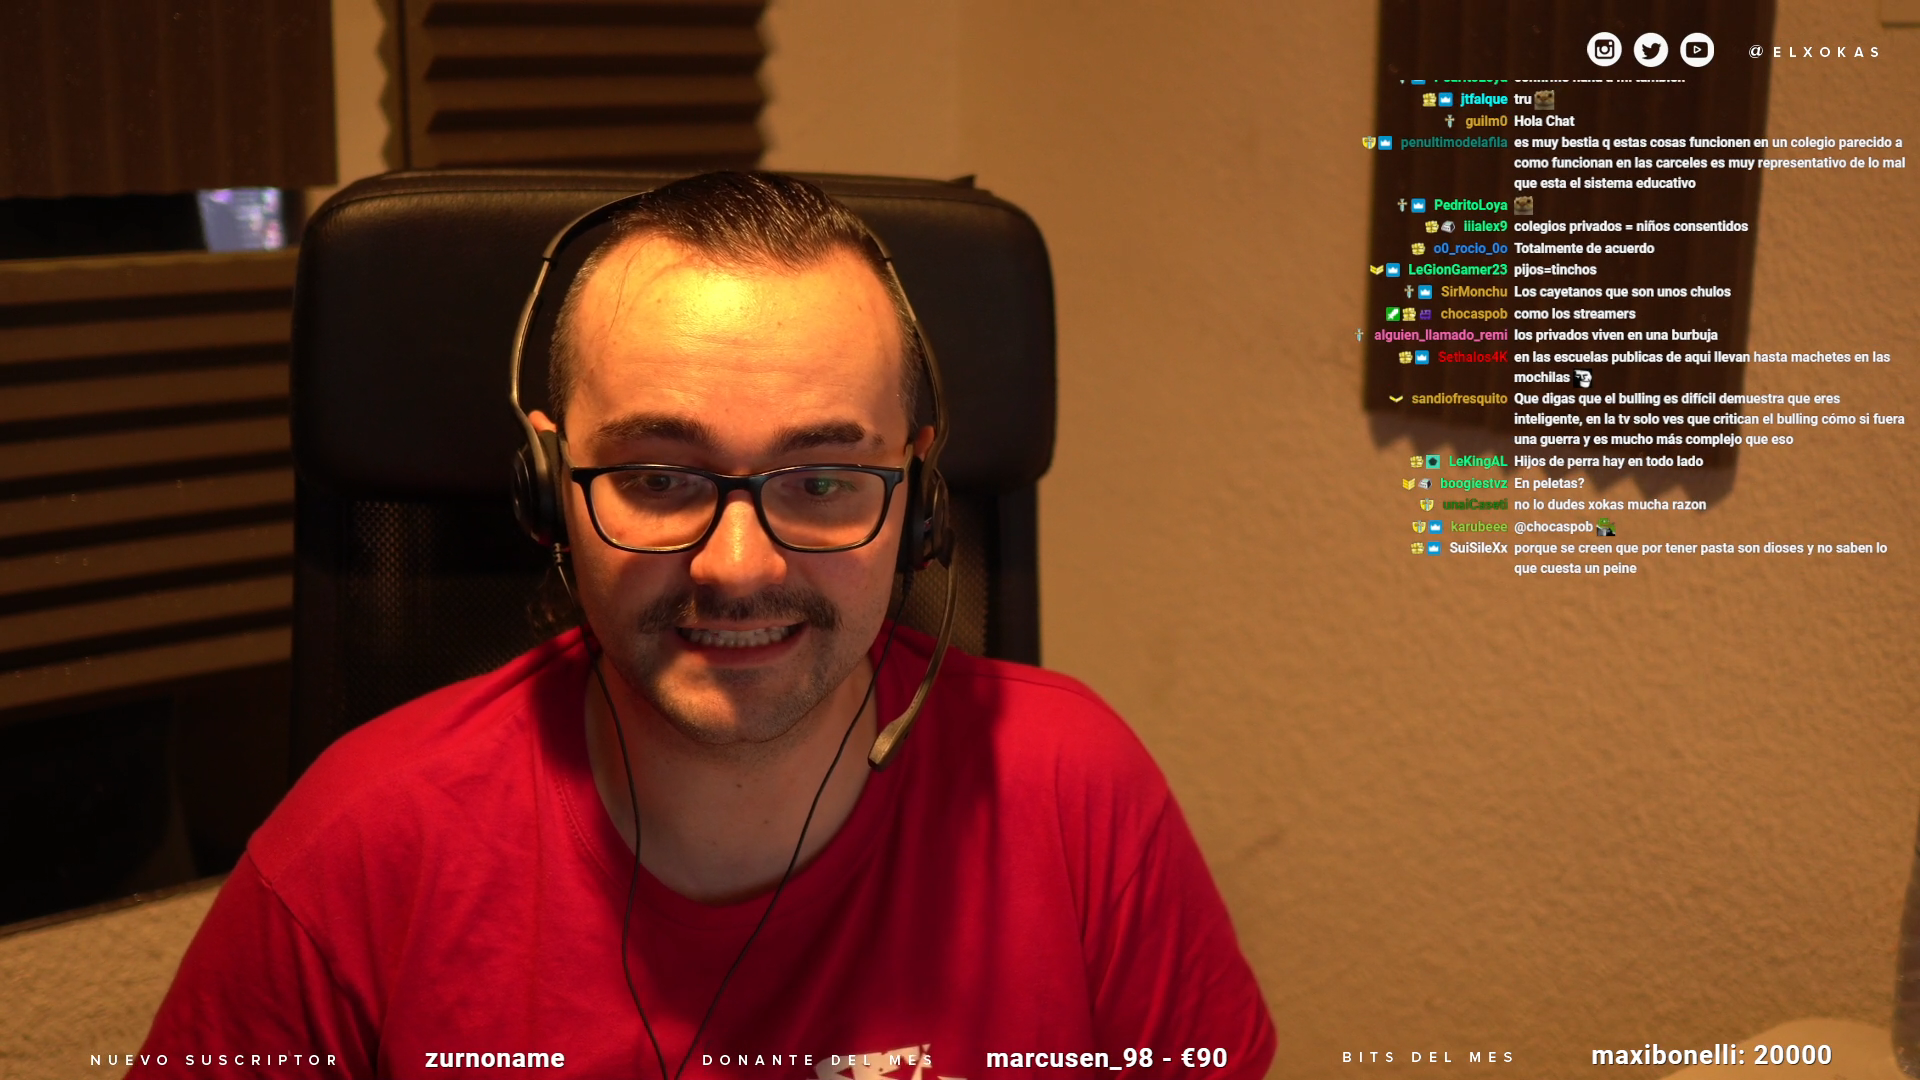 @ELXOKAS
jtfalque tru
guilm0 Hola Chat
penultimodelafila es muy bestia q estas cosas funcionen en un colegio parecido a
como funcionan en las carceles es muy representativo de lo mal
que esta el sistema educativo
PedritoLoya
iiialex9 colegios privados = niños consentidos
o0_rocio_0o Totalmente de acuerdo
LeGionGamer23 pijos=tinchos
SirMonchu Los cayetanos que son unos chulos
chocaspob como los streamers
alguien_llamado_remi los privados viven en una burbuja
Sethalos4K en las escuelas publicas de aqui llevan hasta machetes en las
mochilas
sandiofresquito Que digas que el bulling es difícil demuestra que eres
inteligente, en la tv solo ves que critican el bulling cómo si fuera
una guerra y es mucho más complejo que eso
LeKingAL Hijos de perra hay en todo lado
boogiestvz En peletas?
unaiCaseti no lo dudes xokas mucha razon
karubeee @chocaspob
SuiSileXx porque se creen que por tener pasta son dioses y no saben lo
que cuesta un peine
NUEVO SUSCRIPTOR zurnoname DONANTE DEL MES marcusen_98 - €90 BITS DEL MES maxibonelli: 20000